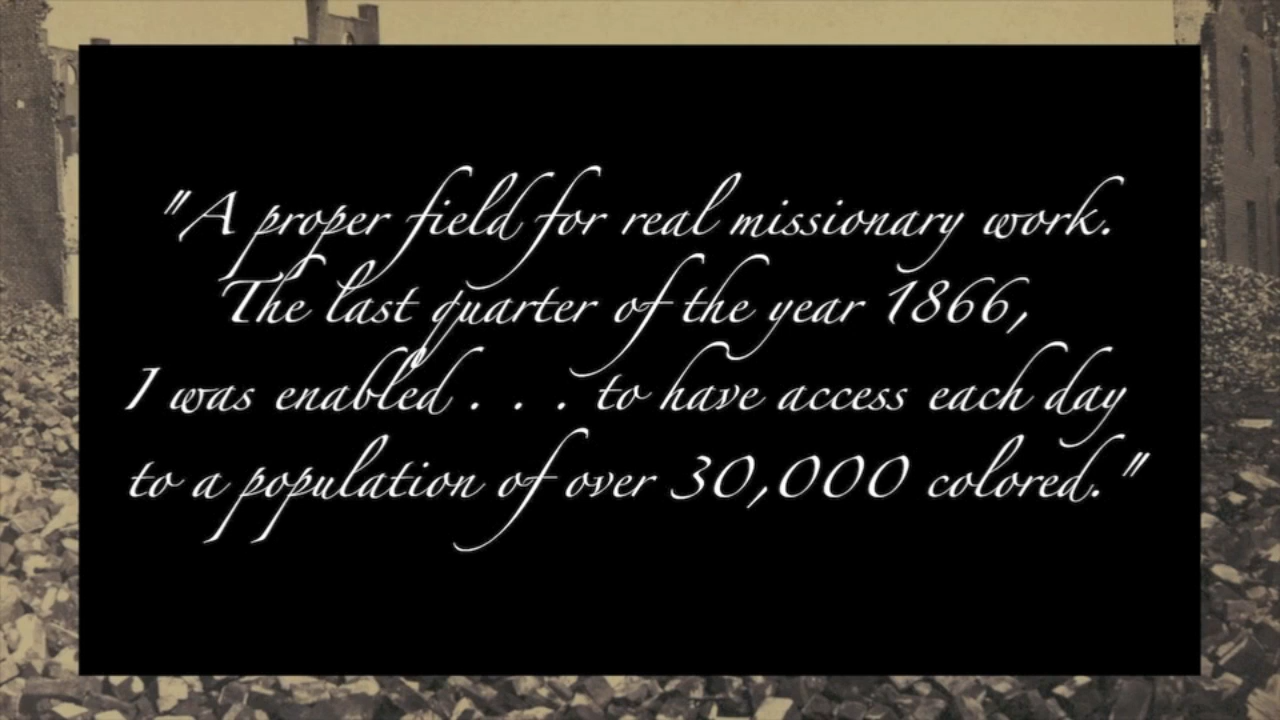 "A proper field for real missionary work.
The last quarter of the year 1866,
I was enabled . . . to have access each day
to a population of over 30,000 colored."